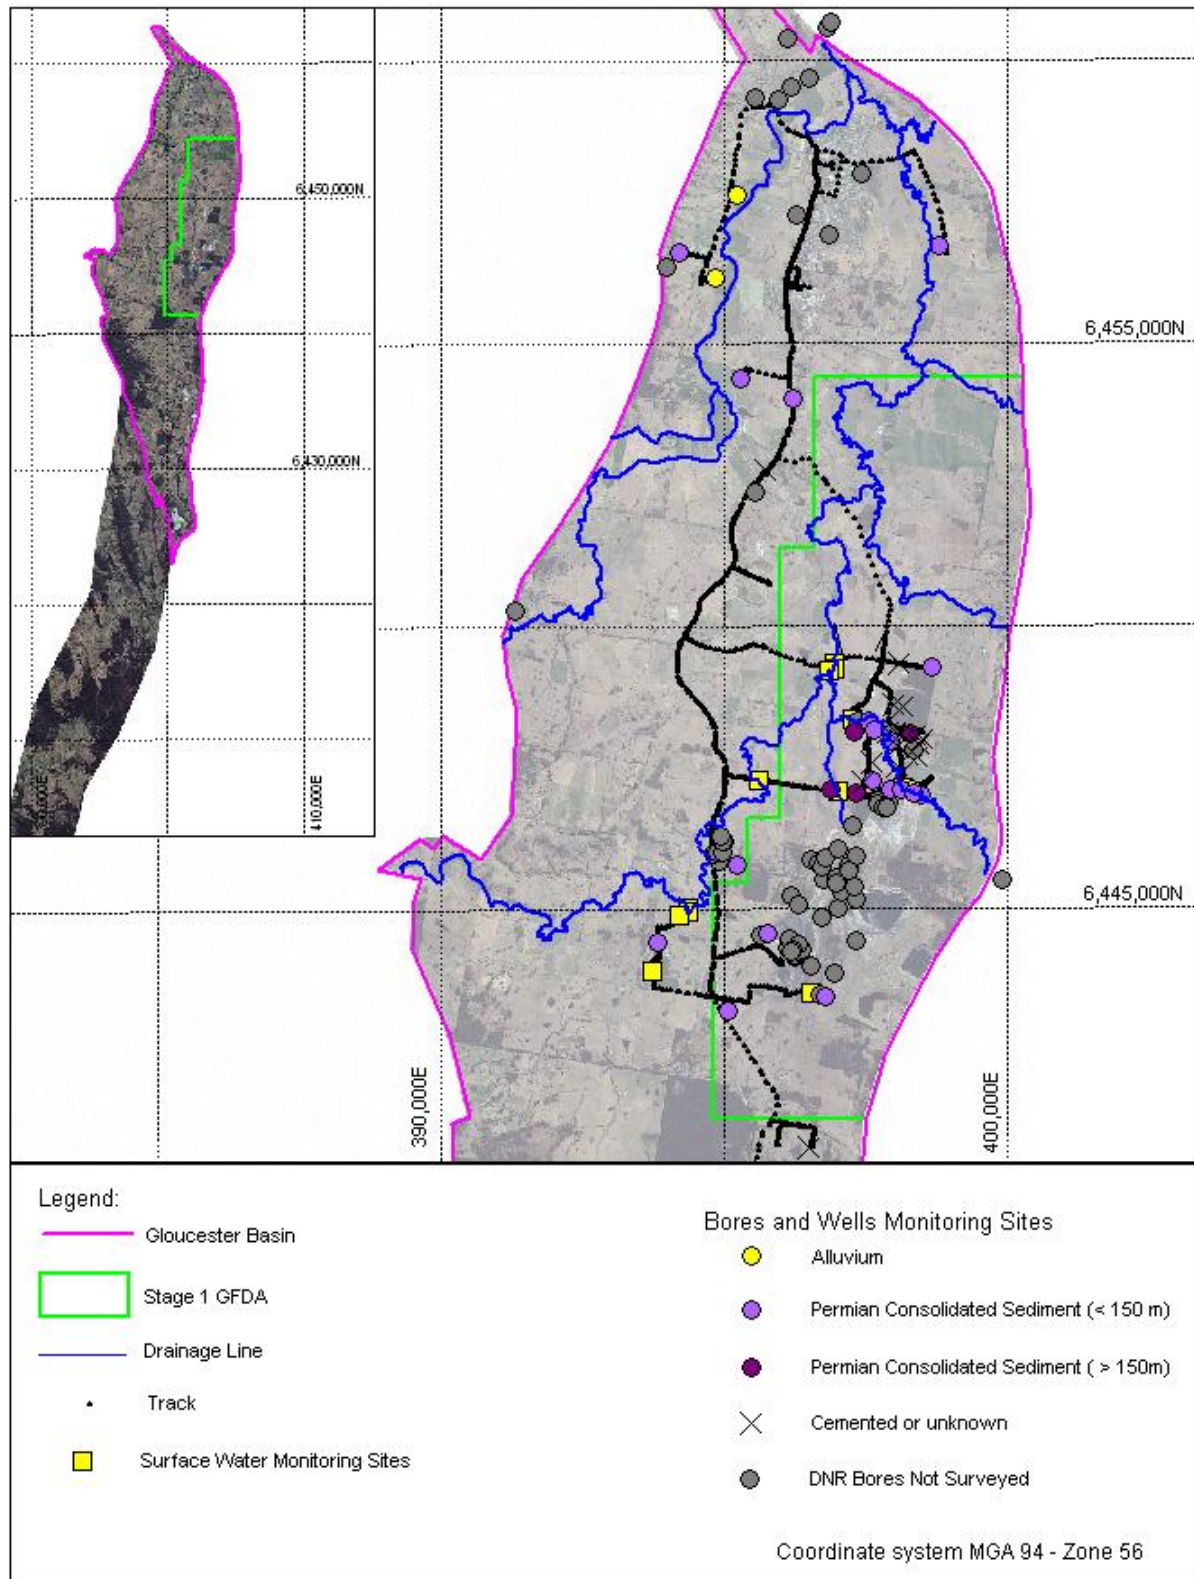 6,450,000N
6,430,000N
410,000E
6,455,000N
6,445,000N
390,000E
400,000E
Legend:
Gloucester Basin
Stage 1 GFDA
Drainage Line
Track
Surface Water Monitoring Sites
Bores and Wells Monitoring Sites
Alluvium
Permian Consolidated Sediment (< 150 m)
Permian Consolidated Sediment ( > 150m)
Cemented or unknown
DNR Bores Not Surveyed
Coordinate system MGA 94 - Zone 56